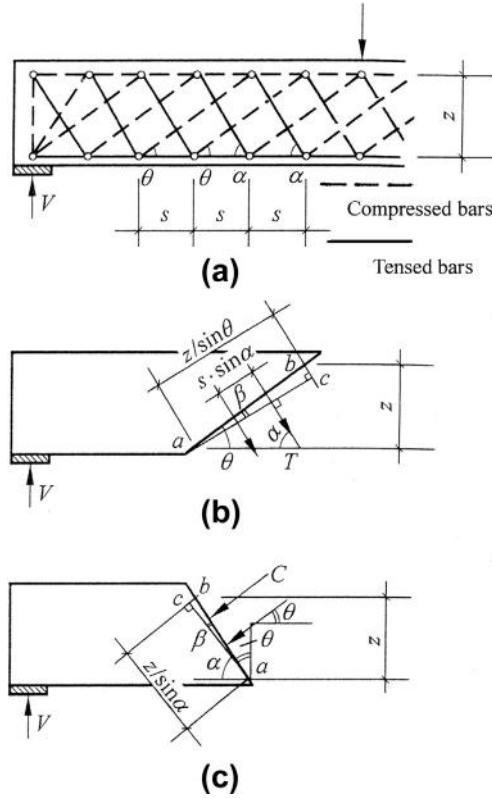 z
θ
θ
α
α
V
s
s
s
Compressed bars
Tensed bars
(a)
z/sinθ
s·sinα
b
c
β
z
a
α
θ
T
V
(b)
b
C
c
θ
β
θ
z
α
a
z/sinα
V
(c)